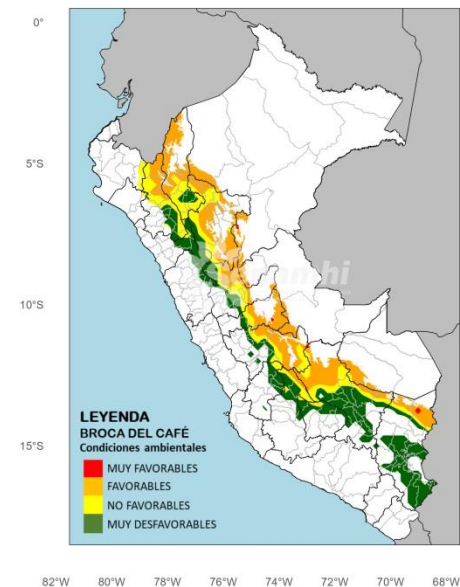 0°
5°S
10°S
15°S
LEYENDA
BROCA DEL CAFÉ
Condiciones ambientales
MUY FAVORABLES
FAVORABLES
NO FAVORABLES
MUY DESFAVORABLES
82°W 80°W 78°W 76°W 74°W 72°W 70°W 68°W